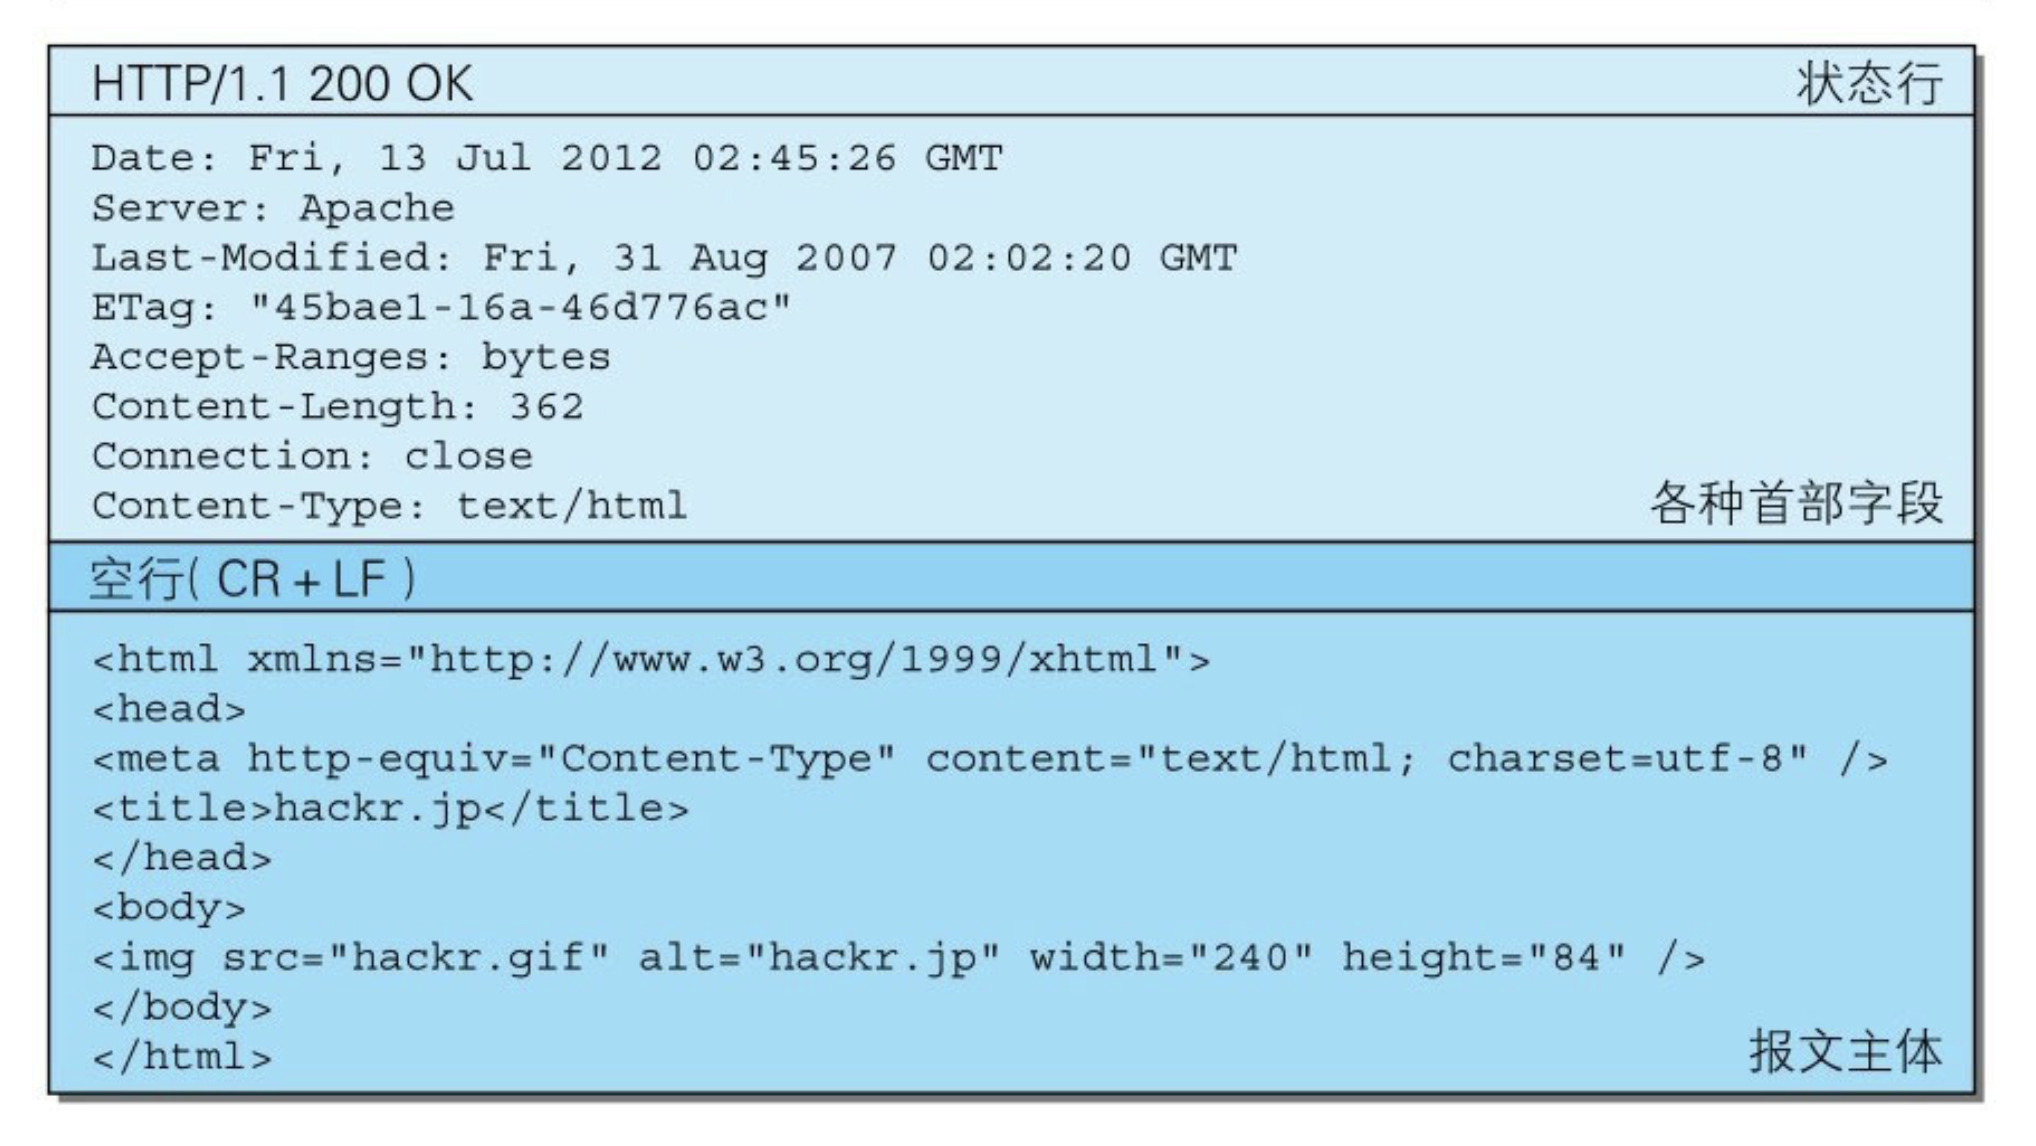 HTTP/1.1 200 OK 状态行
Date: Fri, 13 Jul 2012 02:45:26 GMT
Server: Apache
Last-Modified: Fri, 31 Aug 2007 02:02:20 GMT
ETag: "45bae1-16a-46d776ac"
Accept-Ranges: bytes
Content-Length: 362
Connection: close
Content-Type: text/html 各种首部字段
空行( CR + LF )
<html xmlns="http://www.w3.org/1999/xhtml">
<head>
<meta http-equiv="Content-Type" content="text/html; charset=utf-8" />
<title>hackr.jp</title>
</head>
<body>
<img src="hackr.gif" alt="hackr.jp" width="240" height="84" />
</body>
</html> 报文主体